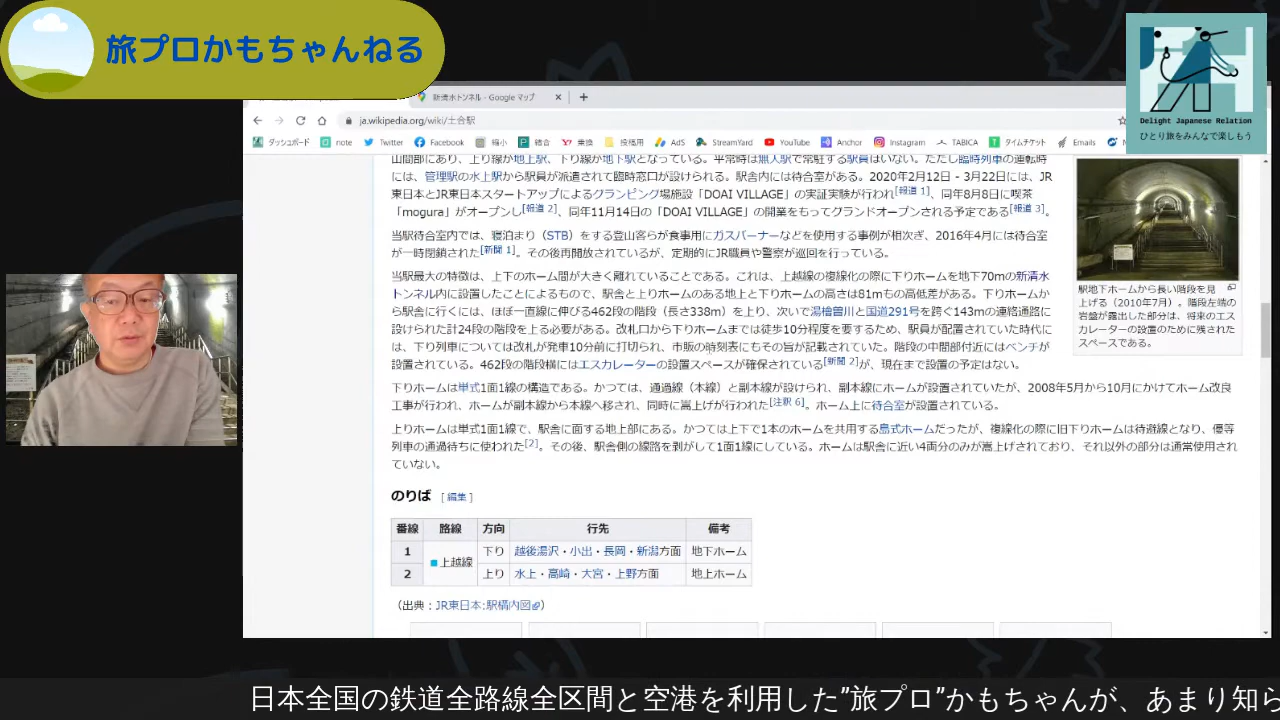 旅プロかもちゃんねる
Delight Japanese Relation
ひとり旅をみんなで楽しもう
新清水トンネル - Google マップ
ja.wikipedia.org/wiki/土合駅
ダッシュボード note Twitter Facebook 縮小 結合 乗換 投稿用 AdS StreamYard YouTube Anchor Instagram TABICA タイムチケット Emails
山間部にあり、上り線が地上駅、下り線が地下駅となっている。平常時は無人駅で常駐する駅員はいない。ただし臨時列車の運転時
には、管理駅の水上駅から駅員が派遣されて臨時窓口が設けられる。駅舎内には待合室がある。2020年2月12日 - 3月22日には、JR
東日本とJR東日本スタートアップによるグランピング場施設「DOAI VILLAGE」の実証実験が行われ[報道 1]、同年8月8日に喫茶
「mogura」がオープンし[報道 2]、同年11月14日の「DOAI VILLAGE」の開業をもってグランドオープンされる予定である[報道 3]。
当駅待合室内では、寝泊まり（STB）をする登山客らが食事用にガスバーナーなどを使用する事例が相次ぎ、2016年4月には待合室
が一時閉鎖された[新聞 1]。その後再開放されているが、定期的にJR職員や警察が巡回を行っている。
当駅最大の特徴は、上下のホーム間が大きく離れていることである。これは、上越線の複線化の際に下りホームを地下70mの新清水
トンネル内に設置したことによるもので、駅舎と上りホームのある地上と下りホームの高さは81mもの高低差がある。下りホームか
ら駅舎に行くには、ほぼ一直線に伸びる462段の階段（長さ338m）を上り、次いで湯檜曽川と国道291号を跨ぐ143mの連絡通路に
設けられた計24段の階段を上る必要がある。改札口から下りホームまでは徒歩10分程度を要するため、駅員が配置されていた時代に
は、下り列車については改札が発車10分前に打切られ、市販の時刻表にもその旨が記載されていた。階段の中間部付近にはベンチが
設置されている。462段の階段横にはエスカレーターの設置スペースが確保されている[新聞 2]が、現在まで設置の予定はない。
駅地下ホームから長い階段を見
上げる（2010年7月）。階段左端の
岩盤が露出した部分は、将来のエス
カレーターの設置のために残された
スペースである。
下りホームは単式1面1線の構造である。かつては、通過線（本線）と副本線が設けられ、副本線にホームが設置されていたが、2008年5月から10月にかけてホーム改良
工事が行われ、ホームが副本線から本線へ移され、同時に嵩上げが行われた[注釈 6]。ホーム上に待合室が設置されている。
上りホームは単式1面1線で、駅舎に面する地上部にある。かつては上下で1本のホームを共用する島式ホームだったが、複線化の際に旧下りホームは待避線となり、優等
列車の通過待ちに使われた[2]。その後、駅舎側の線路を剥がして1面1線にしている。ホームは駅舎に近い4両分のみが嵩上げされており、それ以外の部分は通常使用され
ていない。
のりば [ 編集 ]
番線 路線 方向 行先 備考
1 上越線 下り 越後湯沢・小出・長岡・新潟方面 地下ホーム
2 上り 水上・高崎・大宮・上野方面 地上ホーム
（出典：JR東日本:駅構内図）
日本全国の鉄道全路線全区間と空港を利用した”旅プロ”かもちゃんが、あまり知ら